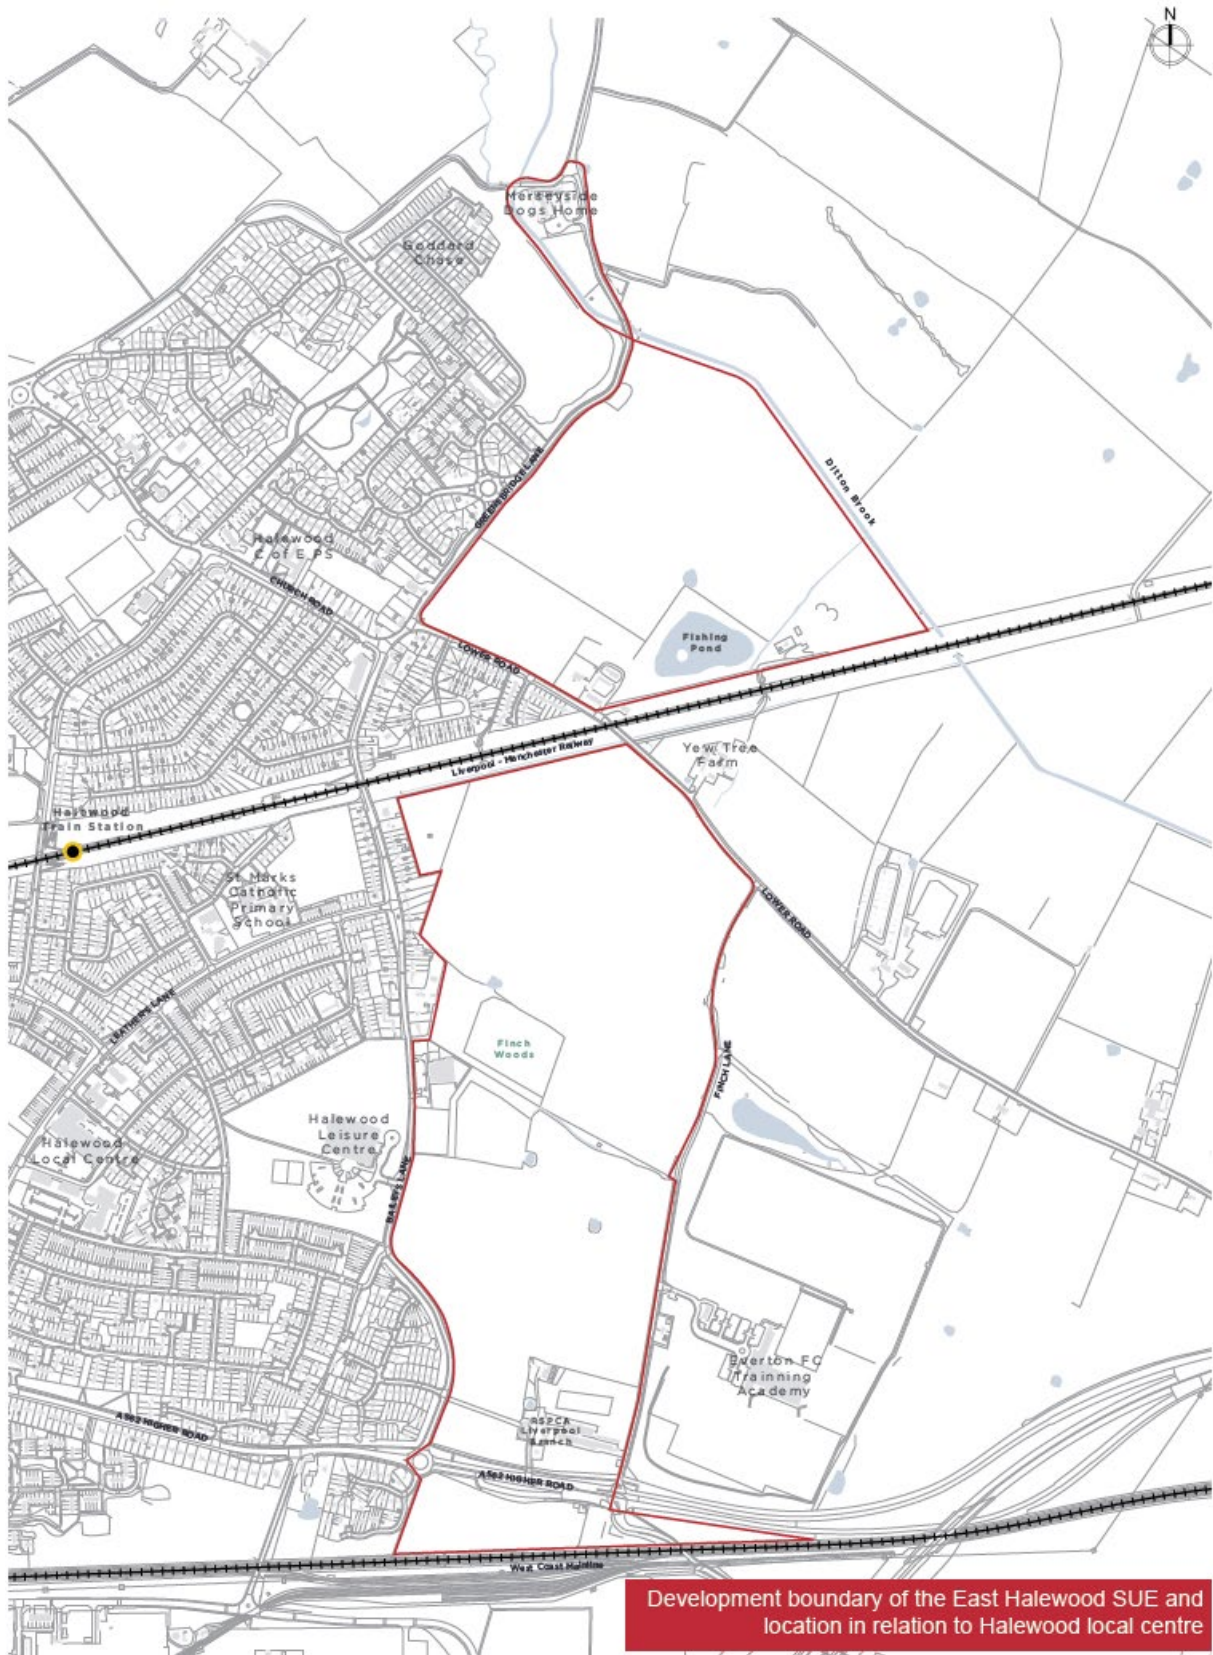 N
Merseyside
Dogs Home
Goddard
Chase
GREENSBRIDGE LANE
Ditton Brook
Halewood
C of E PS
CHURCH ROAD
LOWER ROAD
Fishing
Pond
Liverpool - Manchester Railway
Yew Tree
Farm
Halewood
Train Station
St Marks
Catholic
Primary
School
LOWER ROAD
LEATHERS LANE
Finch
Woods
FINCH LANE
Halewood
Leisure
Centre
Halewood
Local Centre
BAILEYS LANE
Everton FC
Trainning
Academy
A562 HIGHER ROAD
RSPCA
Liverpool
Branch
A562 HIGHER ROAD
West Coast Mainline
Development boundary of the East Halewood SUE and
location in relation to Halewood local centre